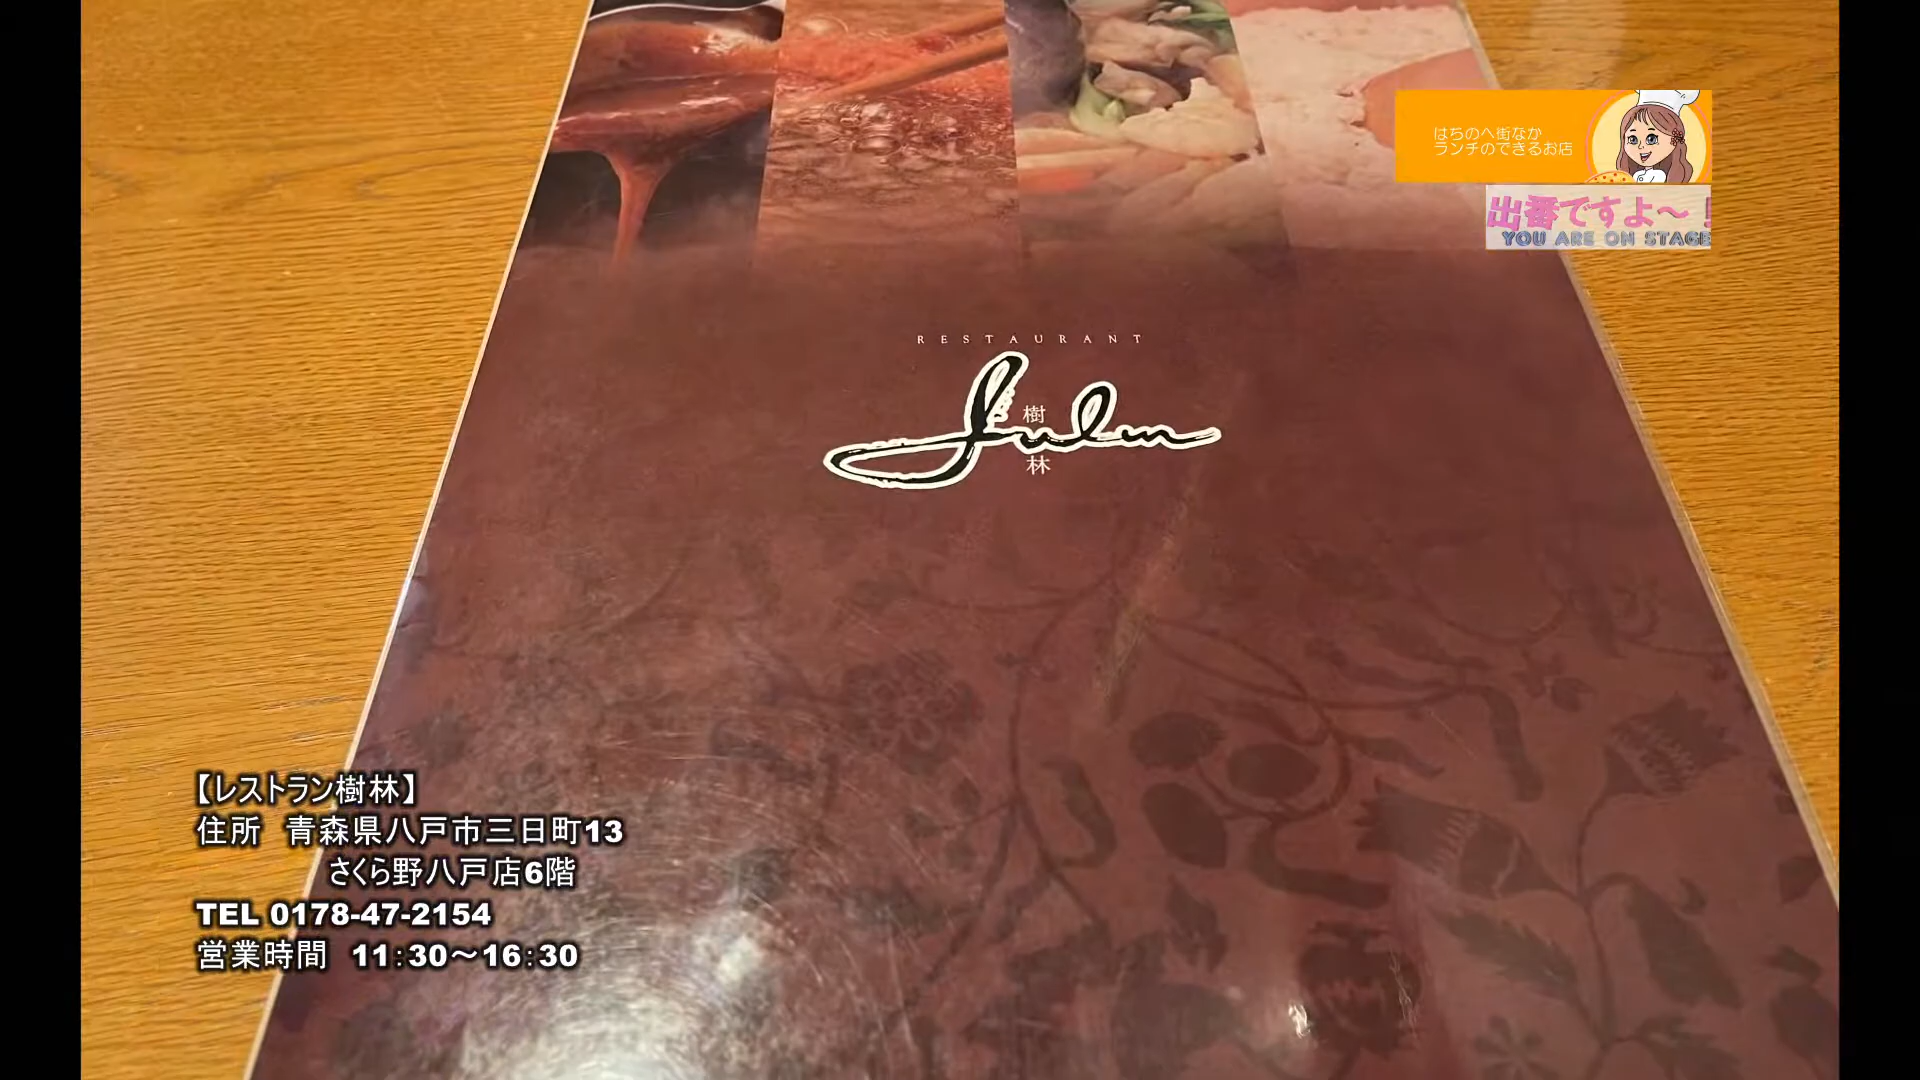 はちのへ街なか
ランチのできるお店
出番ですよ～！
YOU ARE ON STAGE
RESTAURANT
Julin
樹
林
【レストラン樹林】
住所　青森県八戸市三日町13
さくら野八戸店6階
TEL 0178-47-2154
営業時間　11：30～16：30